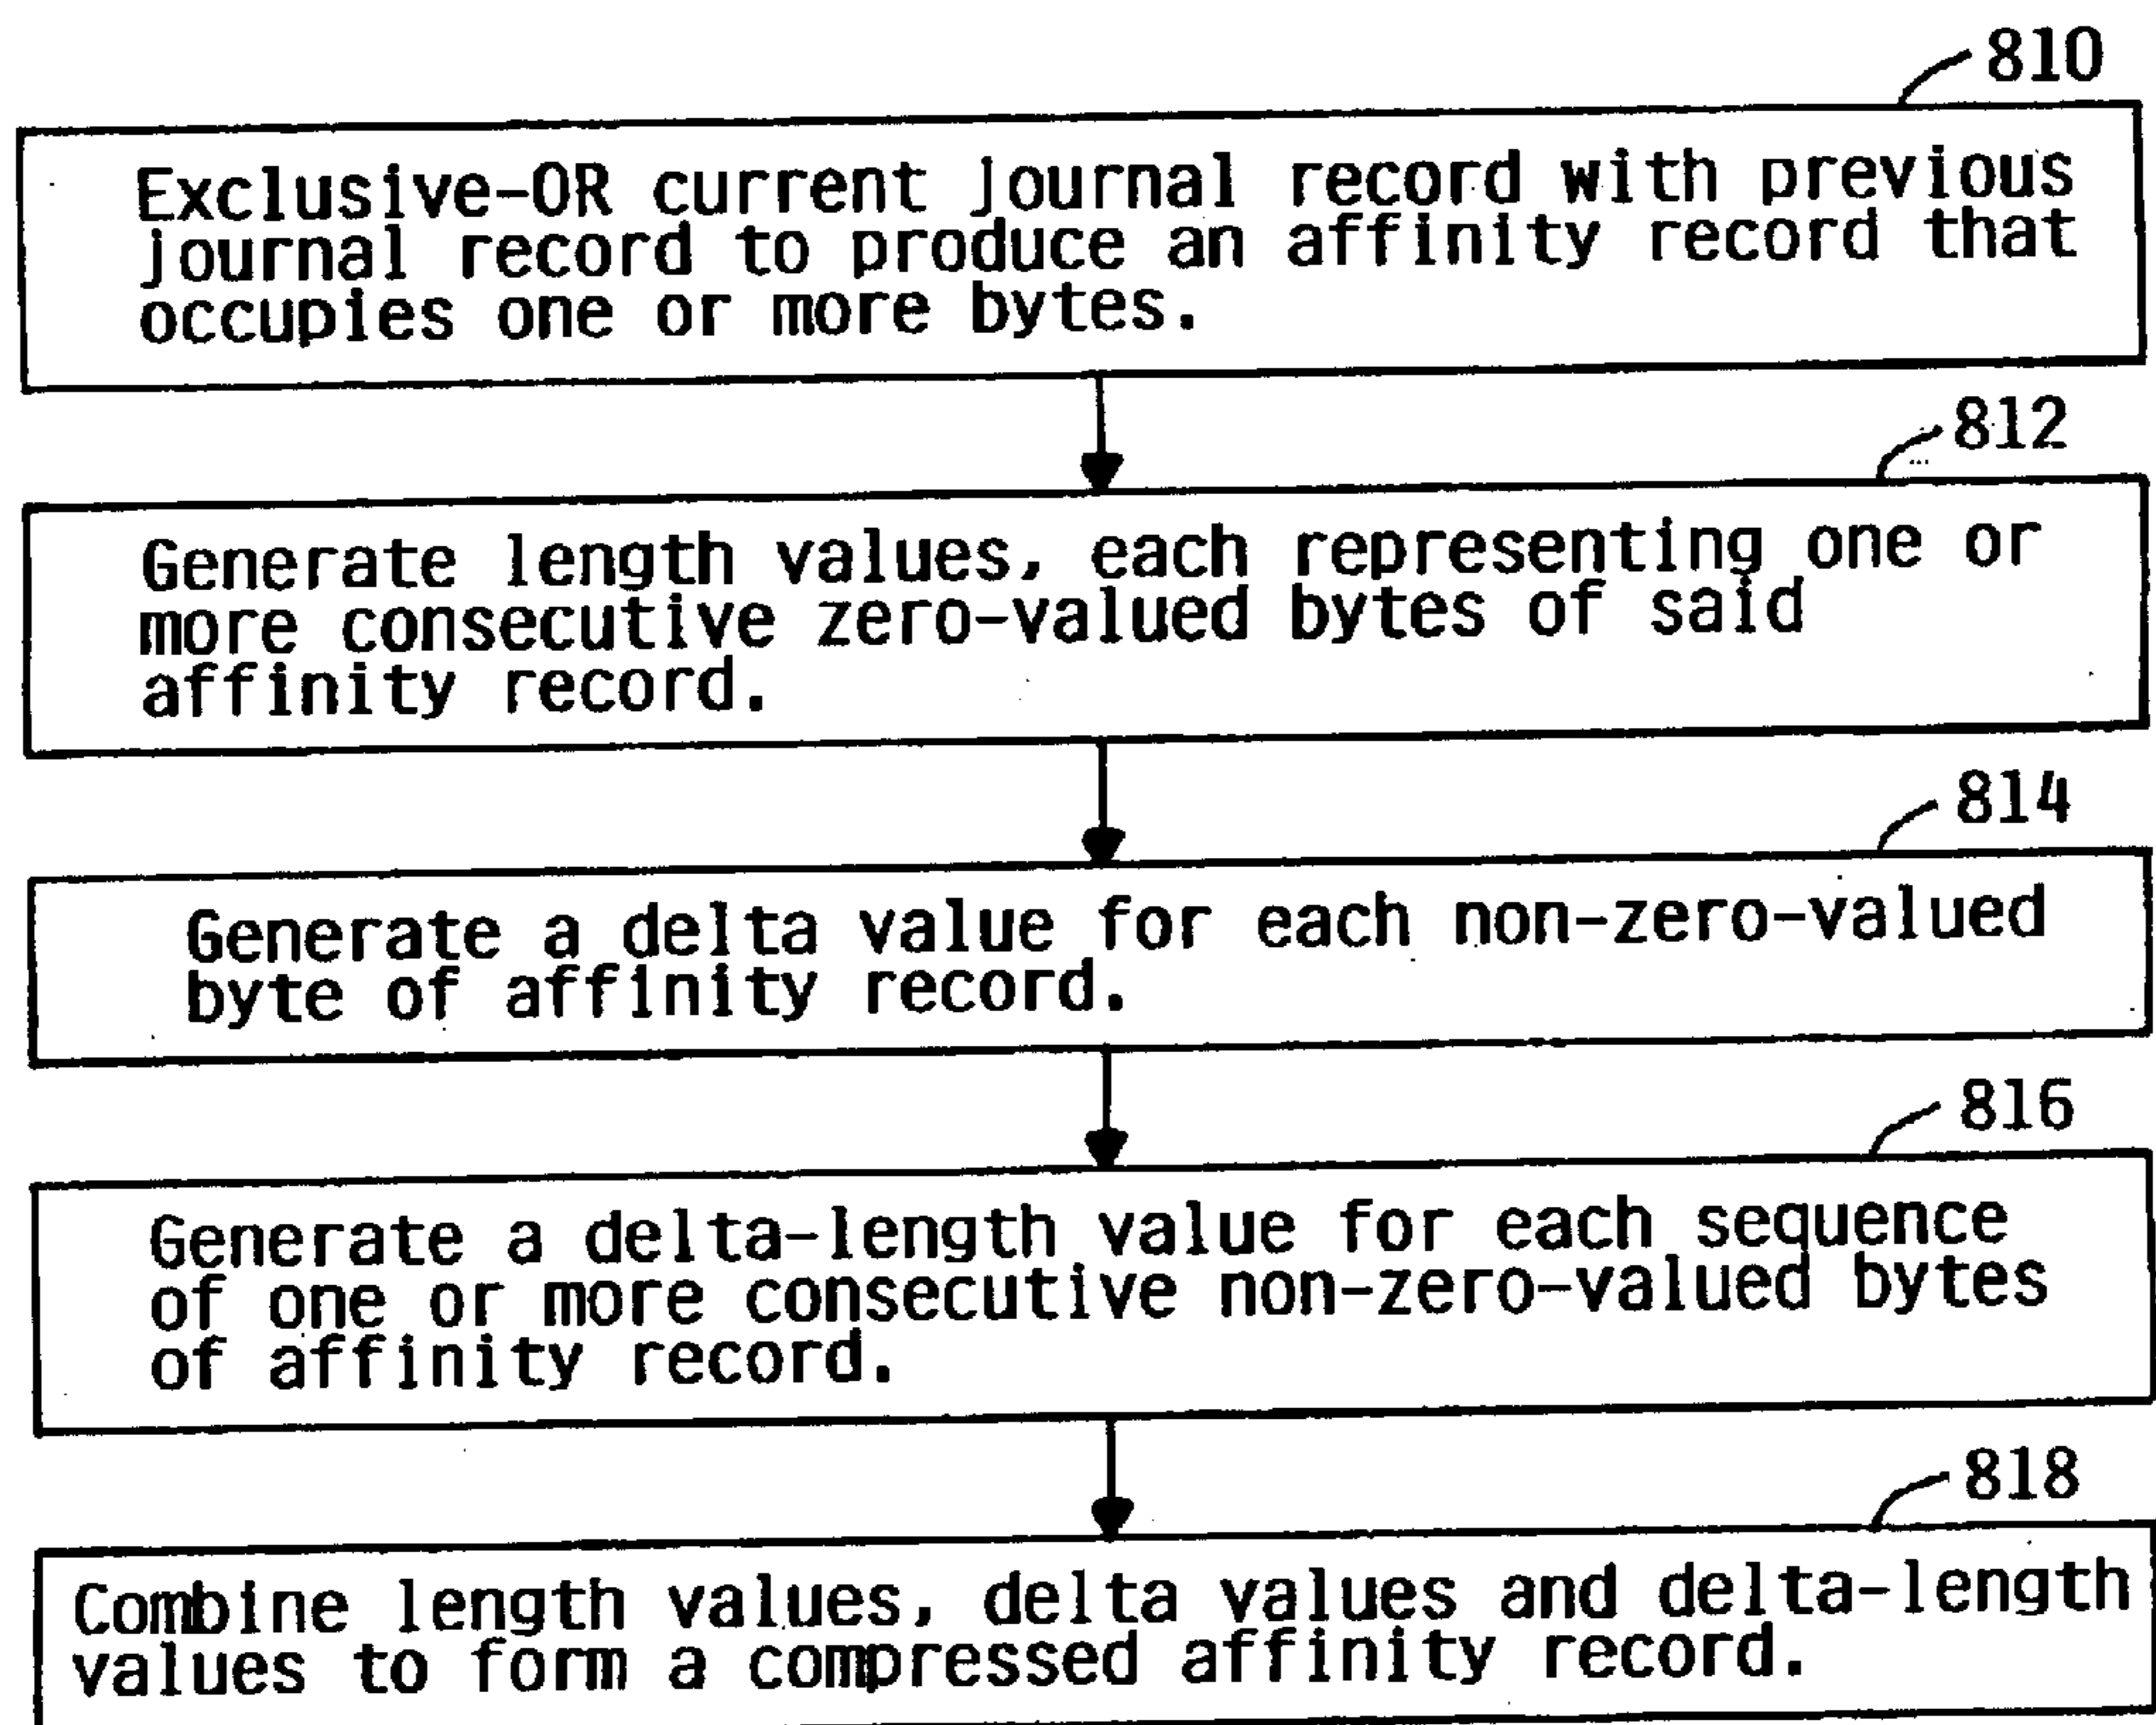 810
Exclusive-OR current journal record with previous
journal record to produce an affinity record that
occupies one or more bytes.
812
Generate length values, each representing one or
more consecutive zero-valued bytes of said
affinity record.
814
Generate a delta value for each non-zero-valued
byte of affinity record.
816
Generate a delta-length value for each sequence
of one or more consecutive non-zero-valued bytes
of affinity record.
818
Combine length values, delta values and delta-length
values to form a compressed affinity record.